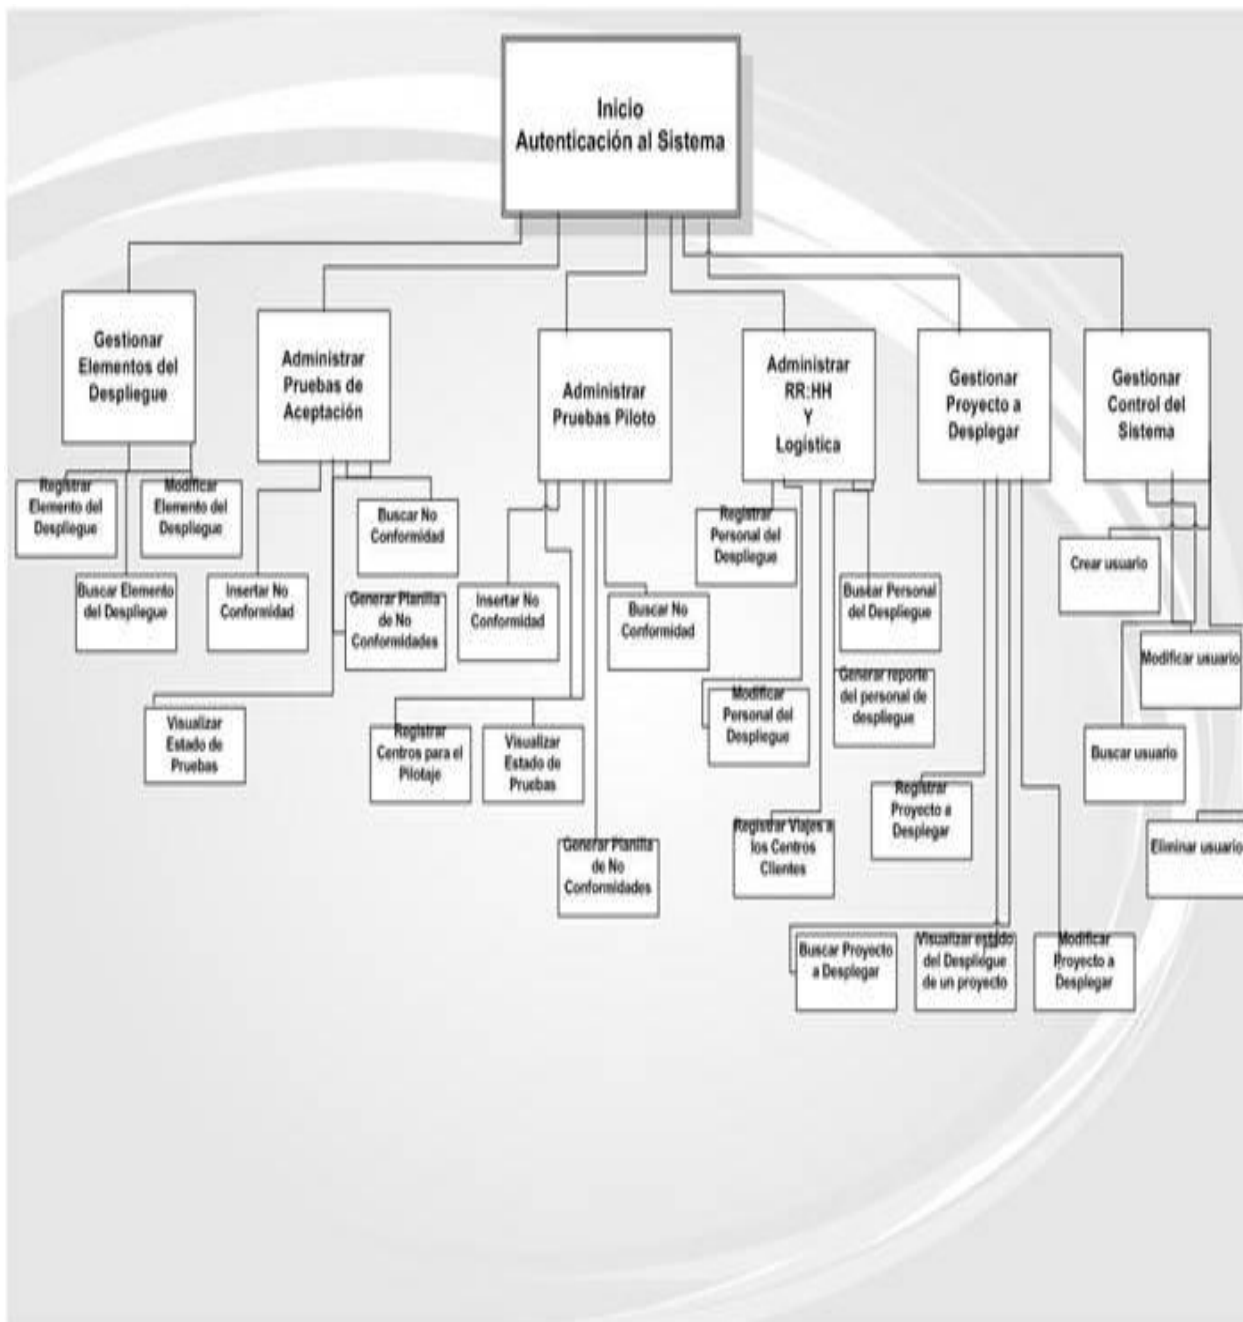 Inicio
Autenticación al Sistema
Gestionar
Elementos del
Despliegue
Administrar
Pruebas de
Aceptación
Administrar
Pruebas Piloto
Administrar
RR:HH
Y
Logística
Gestionar
Proyecto a
Desplegar
Gestionar
Control del
Sistema
Registrar
Elemento del
Despliegue
Modificar
Elemento del
Despliegue
Buscar Elemento
del Despliegue
Insertar No
Conformidad
Buscar No
Conformidad
Generar Planilla
de No
Conformidades
Visualizar
Estado de
Pruebas
Insertar No
Conformidad
Buscar No
Conformidad
Registrar
Centros para el
Pilotaje
Visualizar
Estado de
Pruebas
Generar Planilla
de No
Conformidades
Registrar
Personal del
Despliegue
Buscar Personal
del Despliegue
Modificar
Personal del
Despliegue
Generar reporte
del personal de
despliegue
Registrar Viajes a
los Centros
Clientes
Registrar
Proyecto a
Desplegar
Buscar Proyecto
a Desplegar
Visualizar estado
del Despliegue
de un proyecto
Modificar
Proyecto a
Desplegar
Crear usuario
Modificar usuario
Buscar usuario
Eliminar usuario